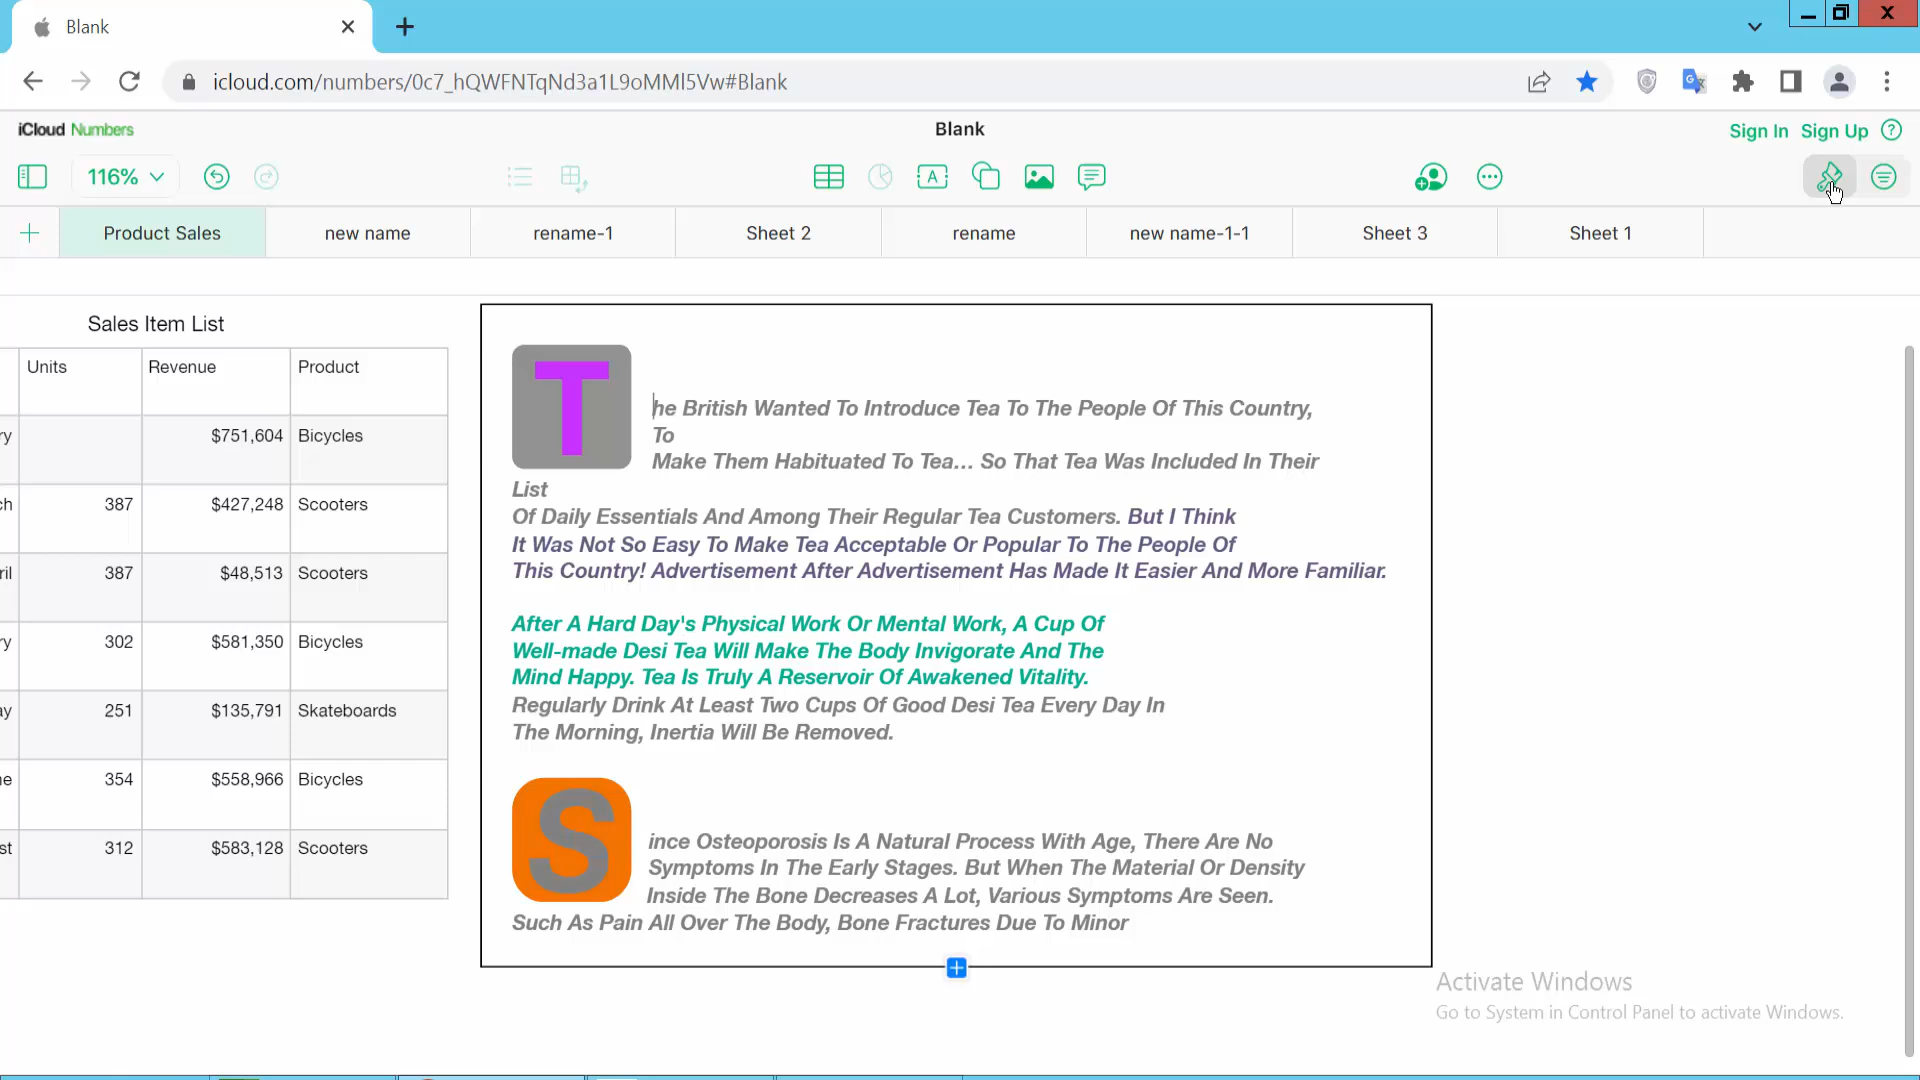 Blank
icloud.com/numbers/0c7_hQWFNTqNd3a1L9oMMl5Vw#Blank
iCloud Numbers
Blank
Sign In Sign Up ?
116%
A
Product Sales
new name
rename-1
Sheet 2
rename
new name-1-1
Sheet 3
Sheet 1
Sales Item List
Units Revenue Product
ry $751,604 Bicycles
ch 387 $427,248 Scooters
ril 387 $48,513 Scooters
ry 302 $581,350 Bicycles
ay 251 $135,791 Skateboards
ne 354 $558,966 Bicycles
st 312 $583,128 Scooters
The British Wanted To Introduce Tea To The People Of This Country,
To
Make Them Habituated To Tea... So That Tea Was Included In Their
List
Of Daily Essentials And Among Their Regular Tea Customers. But I Think
It Was Not So Easy To Make Tea Acceptable Or Popular To The People Of
This Country! Advertisement After Advertisement Has Made It Easier And More Familiar.
After A Hard Day's Physical Work Or Mental Work, A Cup Of
Well-made Desi Tea Will Make The Body Invigorate And The
Mind Happy. Tea Is Truly A Reservoir Of Awakened Vitality.
Regularly Drink At Least Two Cups Of Good Desi Tea Every Day In
The Morning, Inertia Will Be Removed.
Since Osteoporosis Is A Natural Process With Age, There Are No
Symptoms In The Early Stages. But When The Material Or Density
Inside The Bone Decreases A Lot, Various Symptoms Are Seen.
Such As Pain All Over The Body, Bone Fractures Due To Minor
Activate Windows
Go to System in Control Panel to activate Windows.